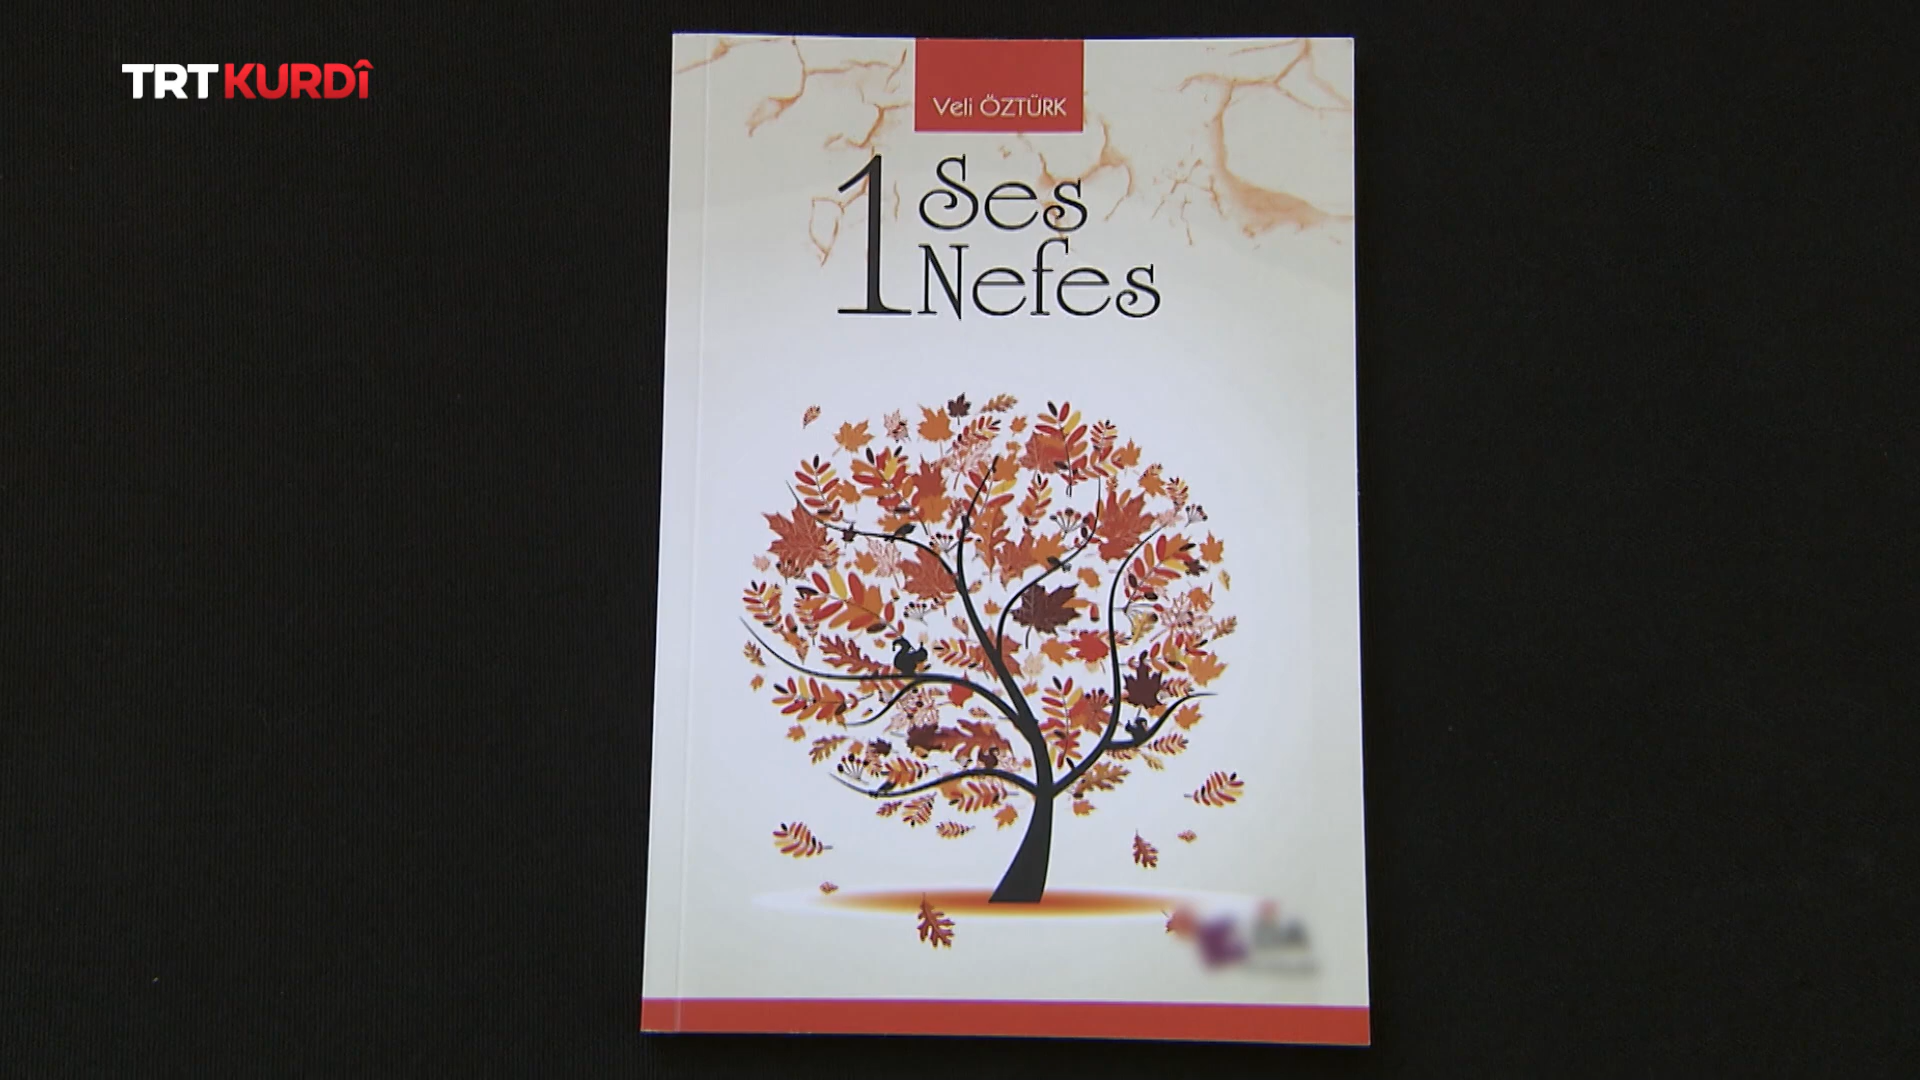 TRT KURDÎ
Veli ÖZTÜRK
1 Ses
Nefes